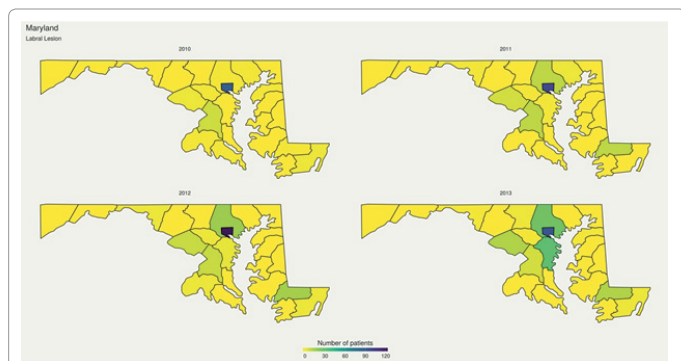 Maryland
Labral Lesion
2010 2011
2012 2013
Number of patients
0 30 60 90 120